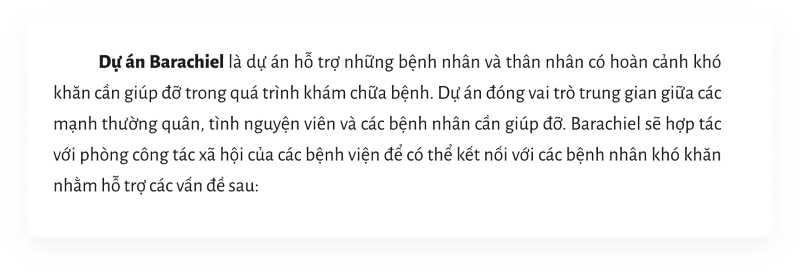 Dự án Barachiel là dự án hỗ trợ những bệnh nhân và thân nhân có hoàn cảnh khó
khăn cần giúp đỡ trong quá trình khám chữa bệnh. Dự án đóng vai trò trung gian giữa các
mạnh thường quân, tình nguyện viên và các bệnh nhân cần giúp đỡ. Barachiel sẽ hợp tác
với phòng công tác xã hội của các bệnh viện để có thể kết nối với các bệnh nhân khó khăn
nhằm hỗ trợ các vấn đề sau: